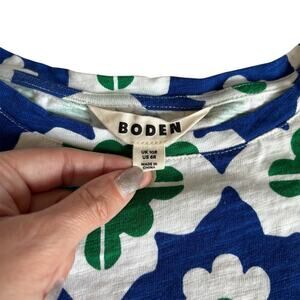 BODEN
UK 10R
US 6R
MADE IN
CHINA